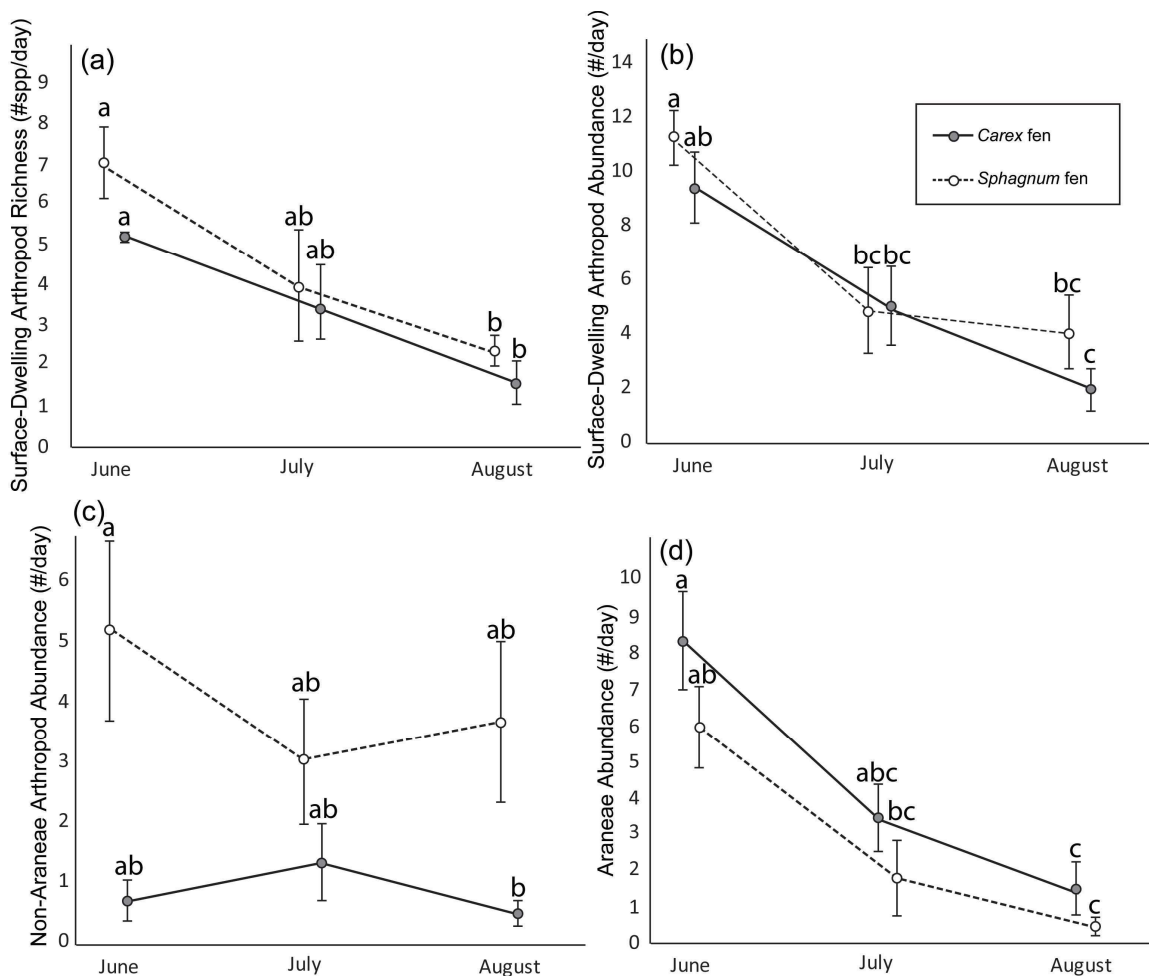 (a)
Surface-Dwelling Arthropod Richness (#spp/day)
9
8
7
6
5
4
3
2
1
0
a
a
ab
ab
b
b
June
July
August
(b)
Surface-Dwelling Arthropod Abundance (#/day)
14
12
10
8
6
4
2
0
a
ab
bc
bc
bc
c
Carex fen
Sphagnum fen
June
July
August
(c)
Non-Araneae Arthropod Abundance (#/day)
6
5
4
3
2
1
0
a
ab
ab
ab
ab
b
June
July
August
(d)
Araneae Abundance (#/day)
10
9
8
7
6
5
4
3
2
1
0
a
ab
abc
bc
c
c
June
July
August